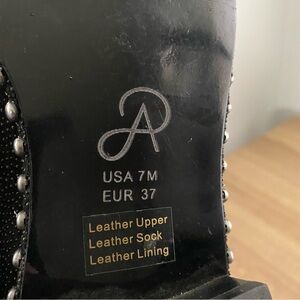 A
USA 7M
EUR 37
Leather Upper
Leather Sock
Leather Lining